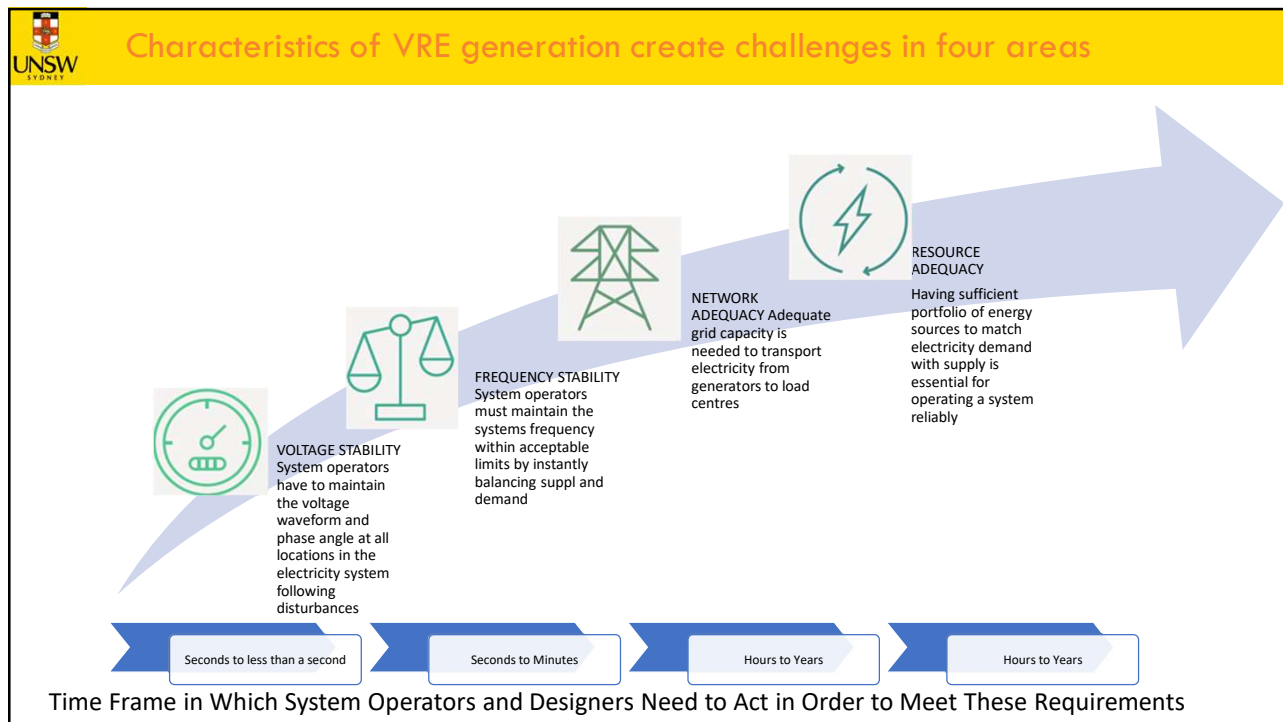 UNSW
SYDNEY
Characteristics of VRE generation create challenges in four areas
VOLTAGE STABILITY
System operators
have to maintain
the voltage
waveform and
phase angle at all
locations in the
electricity system
following
disturbances
FREQUENCY STABILITY
System operators
must maintain the
systems frequency
within acceptable
limits by instantly
balancing suppl and
demand
NETWORK
ADEQUACY Adequate
grid capacity is
needed to transport
electricity from
generators to load
centres
RESOURCE
ADEQUACY
Having sufficient
portfolio of energy
sources to match
electricity demand
with supply is
essential for
operating a system
reliably
Seconds to less than a second
Seconds to Minutes
Hours to Years
Hours to Years
Time Frame in Which System Operators and Designers Need to Act in Order to Meet These Requirements